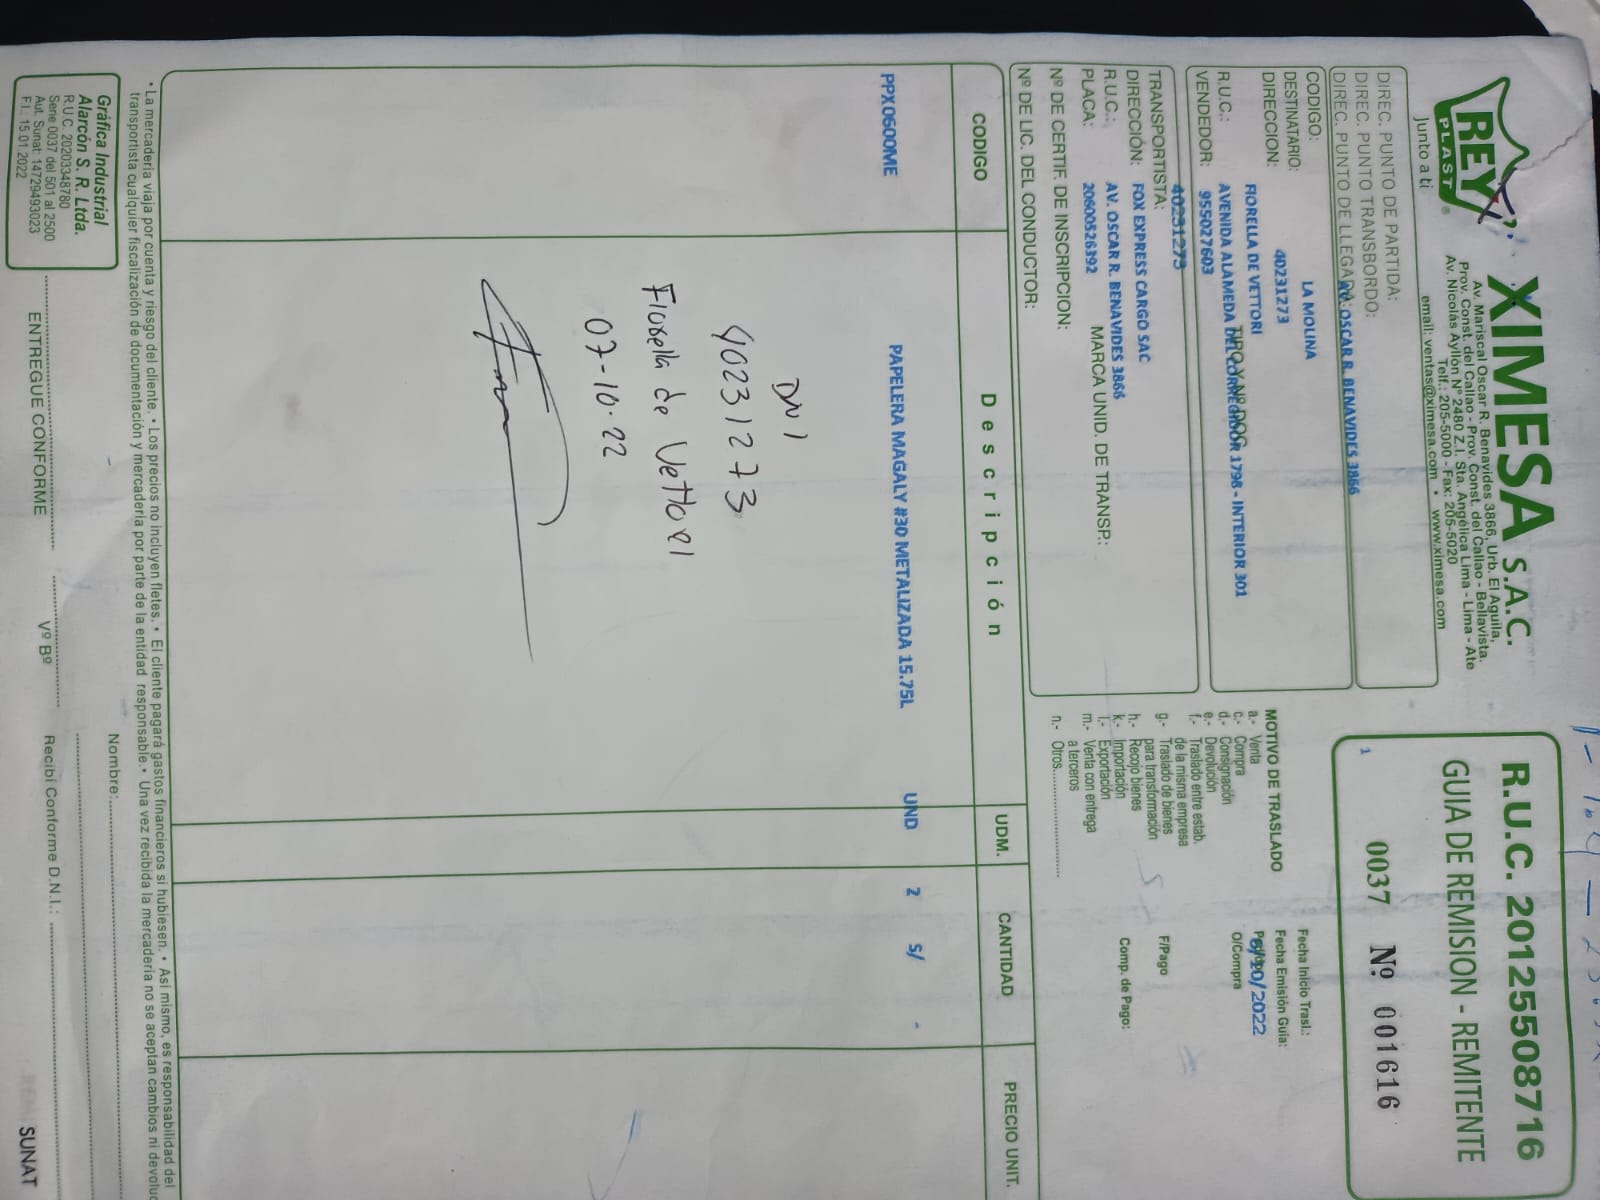 REY
PLAST
Junto a ti
XIMESA S.A.C.
Av. Mariscal Oscar R. Benavides 3866, Urb. El Aguila,
Prov. Const. del Callao - Prov. Const. del Callao - Bellavista.
Av. Nicolás Ayllón Nº 2480 Z.I. Sta. Angélica Lima - Lima - Ate
Telf.: 205-5000 - Fax: 205-5020
email: ventas@ximesa.com • www.ximesa.com
R.U.C. 20125508716
GUIA DE REMISION - REMITENTE
0037 Nº 001616
1
DIREC. PUNTO DE PARTIDA:
DIREC. PUNTO TRANSBORDO:
DIREC. PUNTO DE LLEGADA: AV. OSCAR R. BENAVIDES 3866
CODIGO: LA MOLINA
DESTINATARIO: 40231273
DIRECCION: FIORELLA DE VETTORI
TIPO Y Nº DOC
R.U.C.: AVENIDA ALAMEDA DEL CORREGIDOR 1798 - INTERIOR 301
VENDEDOR: 955027603
40231273
TRANSPORTISTA: FOX EXPRESS CARGO SAC
DIRECCIÓN: AV. OSCAR R. BENAVIDES 3866
R.U.C.: 20600526392
PLACA: MARCA UNID. DE TRANSP.:
Nº DE CERTIF. DE INSCRIPCION:
Nº DE LIC. DEL CONDUCTOR:
MOTIVO DE TRASLADO
a.- Venta
c.- Compra
d.- Consignación
e.- Devolución
f.- Traslado entre estab.
de la misma empresa
g.- Traslado de bienes
para transformación
h.- Recojo bienes
k.- Importación
l.- Exportación
m.- Venta con entrega
a terceros
n.- Otros
Fecha Inicio Trasl.:
Fecha Emisión Guía:
Pedido 6/10/2022
O/Compra
F/Pago
Comp. de Pago:
CODIGO Descripción UDM. CANTIDAD PRECIO UNIT.
PPX0600ME PAPELERA MAGALY #30 METALIZADA 15.75L UND 2 S/ -
DNI
40231273
Fiorella de Vettori
07-10-22
• La mercadería viaja por cuenta y riesgo del cliente. • Los precios no incluyen fletes. • El cliente pagará gastos financieros si hubiesen. • Así mismo, es responsabilidad del
transportista cualquier fiscalización de documentación y mercadería por parte de la entidad responsable. • Una vez recibida la mercadería no se aceptan cambios ni devoluc
Gráfica Industrial
Alarcón S. R. Ltda.
R.U.C. 20203348780
Serie 0037 del 501 al 2500
Aut. Sunat: 14729493023
F.I. 15.01.2022
ENTREGUE CONFORME
Vº Bº
Nombre:
Recibí Conforme D.N.I.:
SUNAT